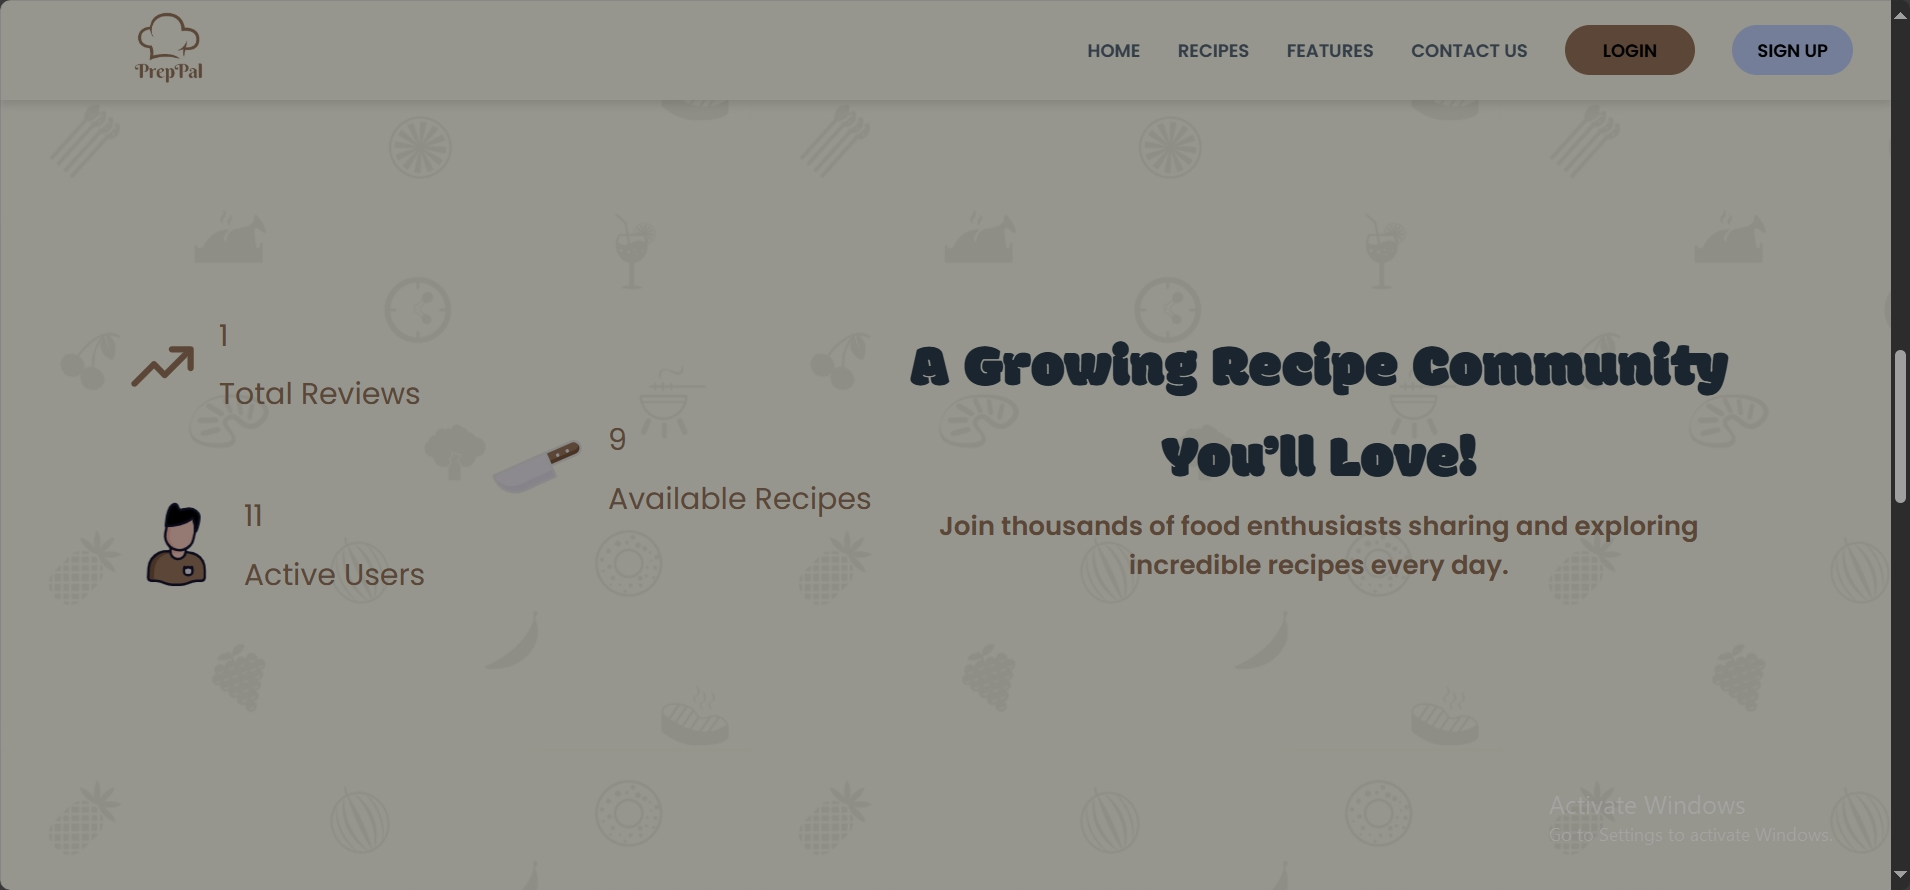 PrepPal
HOME
RECIPES
FEATURES
CONTACT US
LOGIN
SIGN UP
1
Total Reviews
9
Available Recipes
11
Active Users
A Growing Recipe Community
You'll Love!
Join thousands of food enthusiasts sharing and exploring
incredible recipes every day.
Activate Windows
Go to Settings to activate Windows.